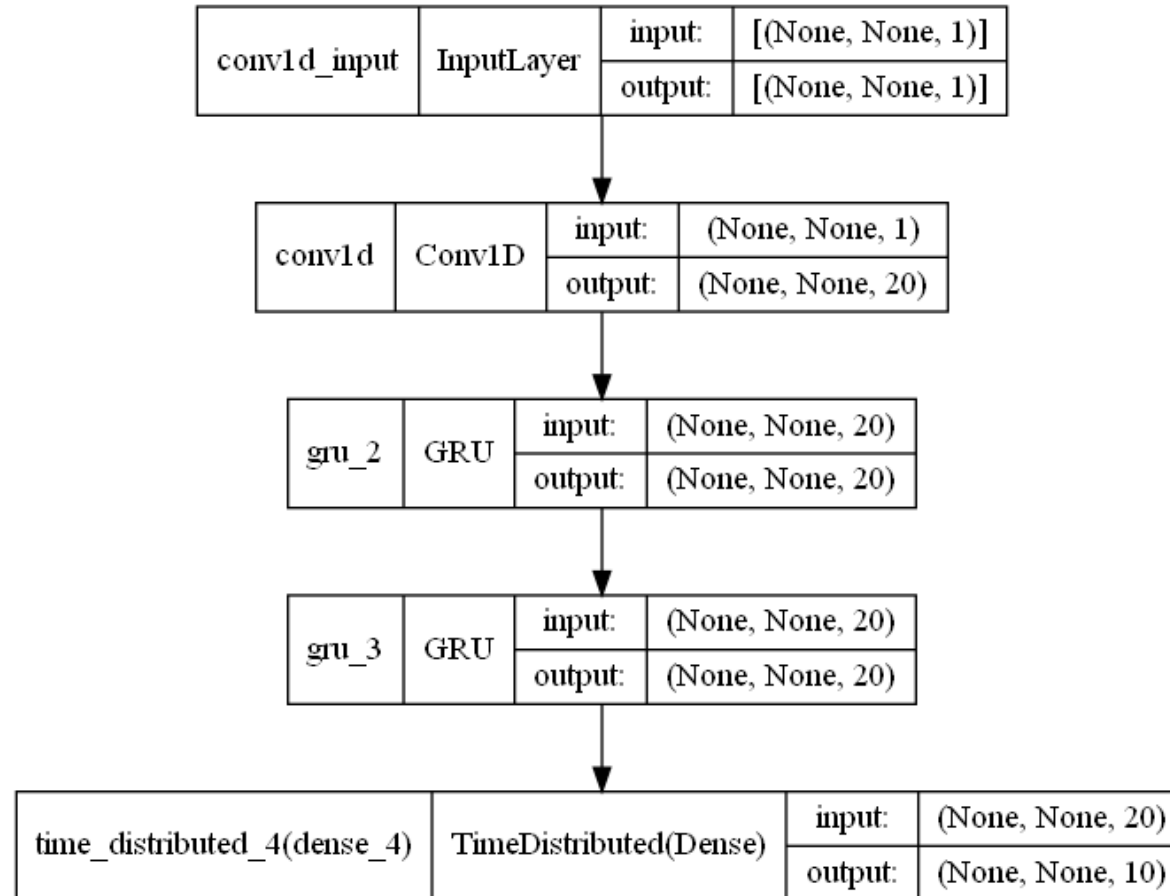 conv1d_input InputLayer input: [(None, None, 1)]
output: [(None, None, 1)]
conv1d Conv1D input: (None, None, 1)
output: (None, None, 20)
gru_2 GRU input: (None, None, 20)
output: (None, None, 20)
gru_3 GRU input: (None, None, 20)
output: (None, None, 20)
time_distributed_4(dense_4) TimeDistributed(Dense) input: (None, None, 20)
output: (None, None, 10)